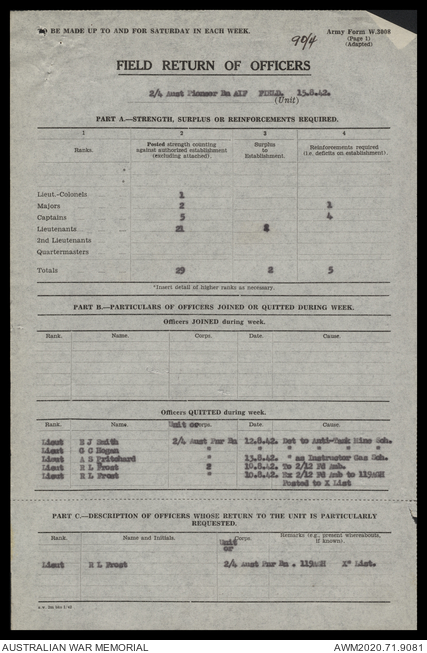 TO BE MADE UP TO AND FOR SATURDAY IN EACH WEEK.
Army Form W.3008
(Page 1)
(Adapted)
90/4
FIELD RETURN OF OFFICERS
2/4 Aust Pioneer Bn AIF FIELD. 15.8.42.
(Unit)
PART A.—STRENGTH, SURPLUS OR REINFORCEMENTS REQUIRED.
1 2 3 4
Ranks. Posted strength counting against authorized establishment (excluding attached). Surplus to Establishment. Reinforcements required (i.e. deficits on establishment).
Lieut.-Colonels 1
Majors 2 1
Captains 5 4
Lieutenants 21 2
2nd Lieutenants
Quartermasters
Totals 29 2 5
*Insert detail of higher ranks as necessary.
PART B.—PARTICULARS OF OFFICERS JOINED OR QUITTED DURING WEEK.
Officers JOINED during week.
Rank. Name. Corps. Date. Cause.
Officers QUITTED during week.
Rank. Name. Unit or Corps. Date. Cause.
Lieut H J Smith 2/4 Aust Pnr Bn 12.8.42. Det to Anti-Tank Mine Sch.
Lieut G C Hogan " " "
Lieut A S Pritchard " 13.8.42. " as Instructor Gas Sch.
Lieut R L Frost " 10.8.42. To 2/12 Fd Amb.
Lieut R L Frost " 10.8.42. Ex 2/12 Fd Amb to 119AGH
Posted to X List
PART C.—DESCRIPTION OF OFFICERS WHOSE RETURN TO THE UNIT IS PARTICULARLY
REQUESTED.
Rank. Name and Initials. Unit or Corps. Remarks (e.g., present whereabouts, if known).
Lieut R L Frost 2/4 Aust Pnr Bn . 119AGH X" List.
AUSTRALIAN WAR MEMORIAL AWM2020.71.9081